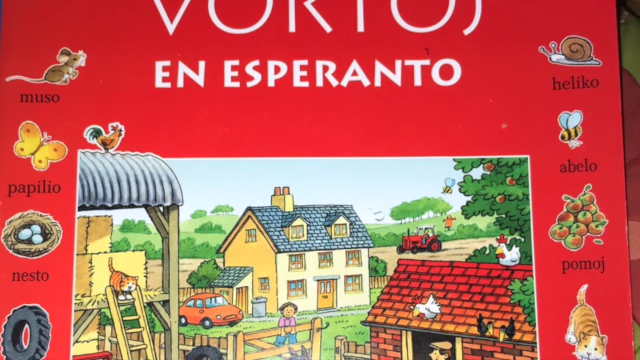 VORTOJ
EN ESPERANTO
muso
papilio
nesto
heliko
abelo
pomoj